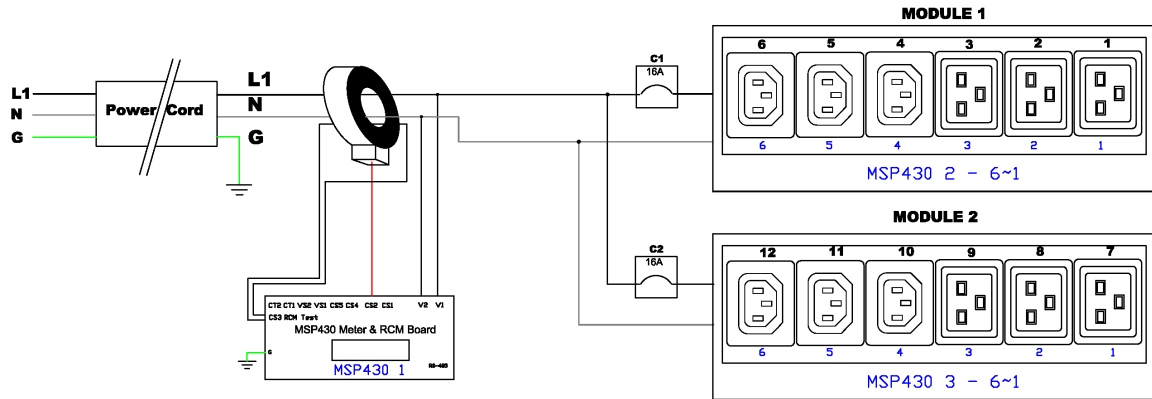 MODULE 1
6 5 4 3 2 1
6 5 4 3 2 1
MSP430 2 - 6~1
C1
16A
L1
N
G
Power Cord
L1
N
G
MODULE 2
12 11 10 9 8 7
6 5 4 3 2 1
MSP430 3 - 6~1
C2
16A
CT2 CT1 VS2 VS1 CS5 CS4 CS2 CS1 V2 V1
CS3 RCM Test
MSP430 Meter & RCM Board
G
MSP430 1
RS-485